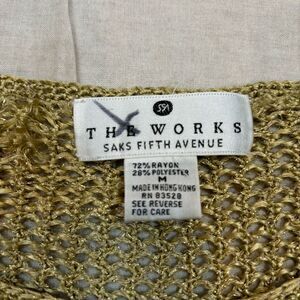 SFA
THE WORKS
SAKS FIFTH AVENUE
72% RAYON
28% POLYESTER
M
MADE IN HONG KONG
RN 83528
SEE REVERSE
FOR CARE